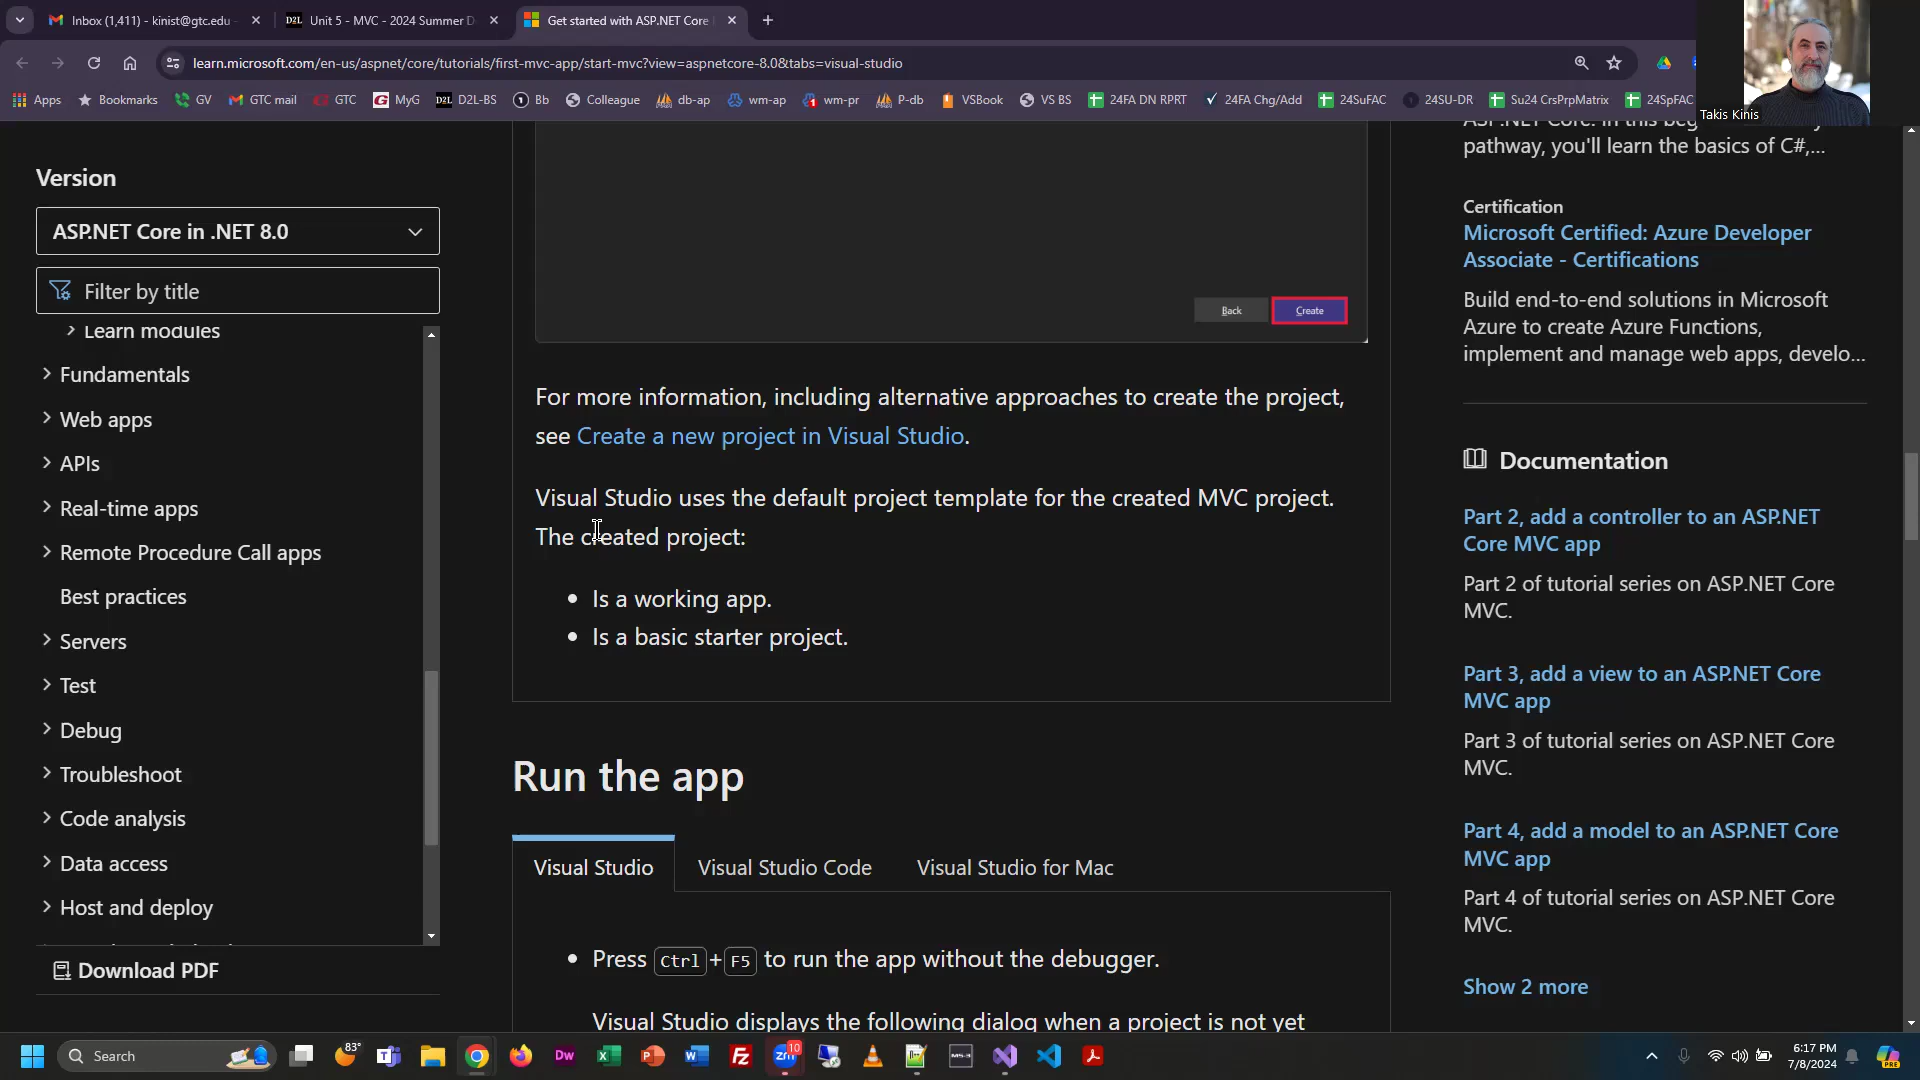 Inbox (1,411) - kinist@gtc.edu
D2L Unit 5 - MVC - 2024 Summer D
Get started with ASP.NET Core
learn.microsoft.com/en-us/aspnet/core/tutorials/first-mvc-app/start-mvc?view=aspnetcore-8.0&tabs=visual-studio
Apps Bookmarks GV GTC mail GTC MyG D2L D2L-BS Bb Colleague db-ap wm-ap wm-pr P-db VSBook VS BS 24FA DN RPRT 24FA Chg/Add 24SuFAC 24SU-DR Su24 CrsPrpMatrix 24SpFAC
Takis Kinis
Version
ASP.NET Core in .NET 8.0
Filter by title
Learn modules
Fundamentals
Web apps
APIs
Real-time apps
Remote Procedure Call apps
Best practices
Servers
Test
Debug
Troubleshoot
Code analysis
Data access
Host and deploy
Download PDF
Back Create
For more information, including alternative approaches to create the project,
see Create a new project in Visual Studio.
Visual Studio uses the default project template for the created MVC project.
The created project:
• Is a working app.
• Is a basic starter project.
Run the app
Visual Studio Visual Studio Code Visual Studio for Mac
• Press Ctrl + F5 to run the app without the debugger.
Visual Studio displays the following dialog when a project is not yet
pathway, you'll learn the basics of C#,...
Certification
Microsoft Certified: Azure Developer
Associate - Certifications
Build end-to-end solutions in Microsoft
Azure to create Azure Functions,
implement and manage web apps, develo...
Documentation
Part 2, add a controller to an ASP.NET
Core MVC app
Part 2 of tutorial series on ASP.NET Core
MVC.
Part 3, add a view to an ASP.NET Core
MVC app
Part 3 of tutorial series on ASP.NET Core
MVC.
Part 4, add a model to an ASP.NET Core
MVC app
Part 4 of tutorial series on ASP.NET Core
MVC.
Show 2 more
Search
83°
Dw
10
zm
6:17 PM
7/8/2024